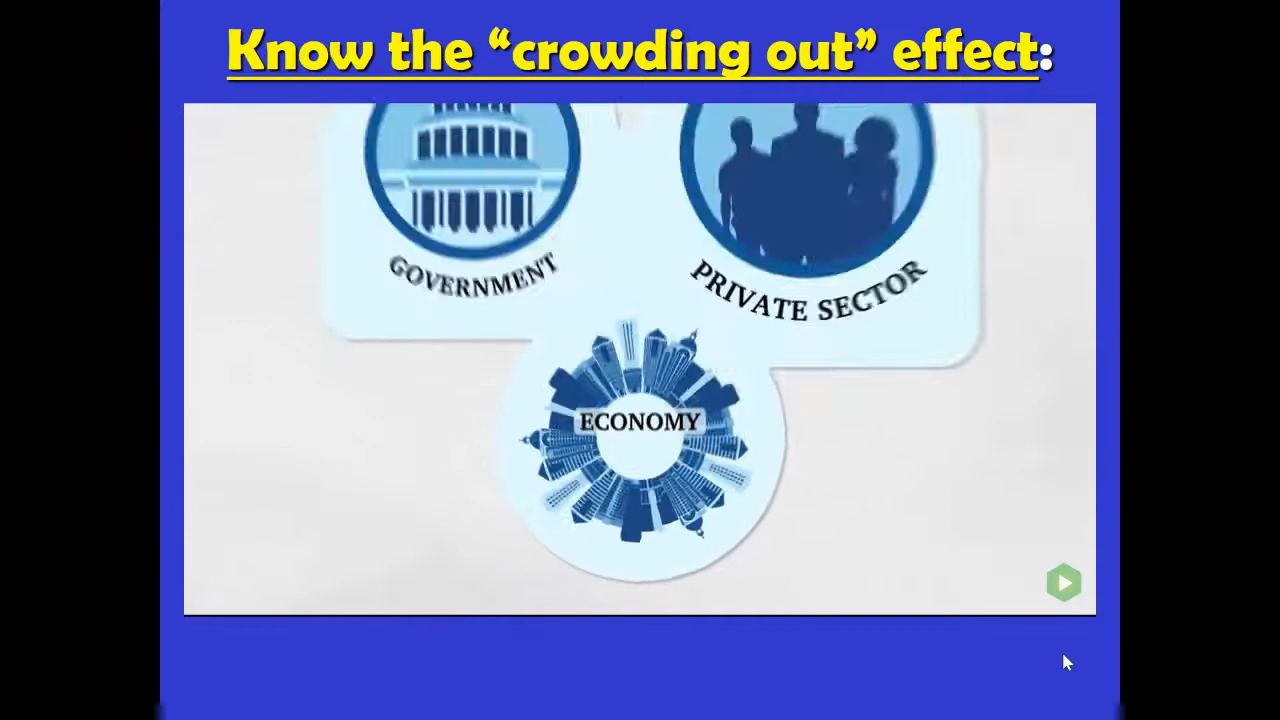 Know the “crowding out” effect:
GOVERNMENT
PRIVATE SECTOR
ECONOMY